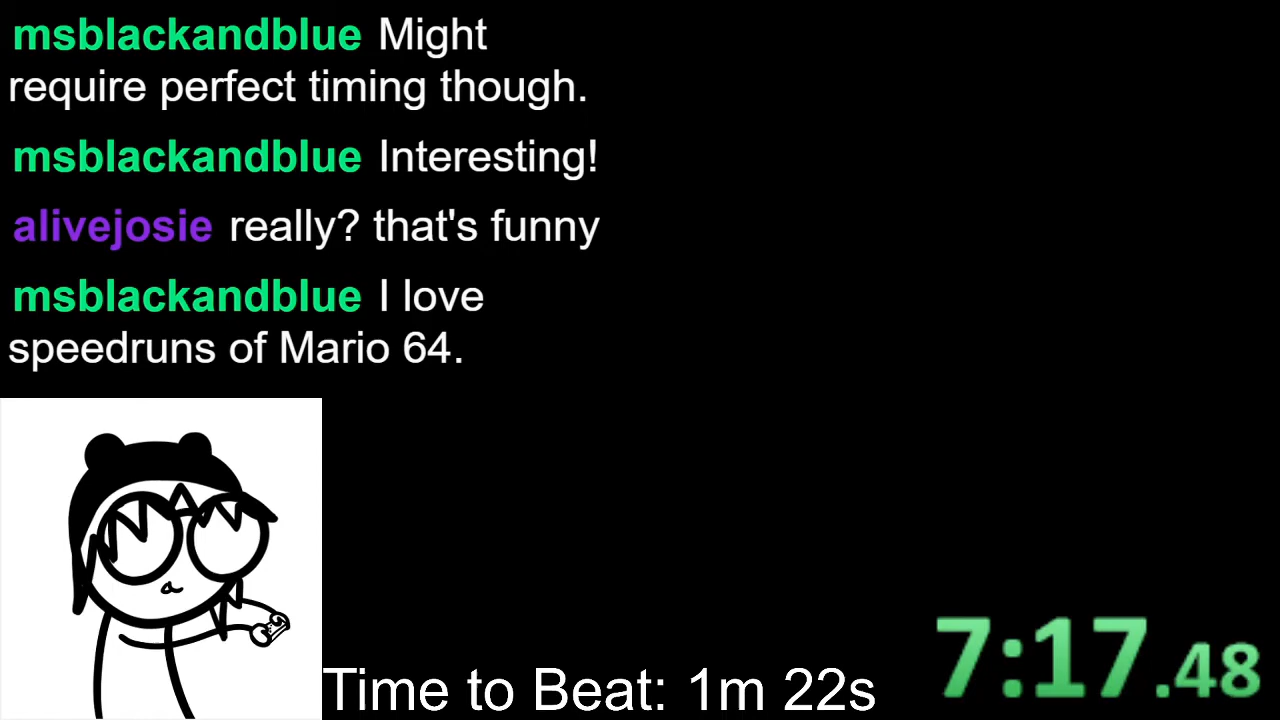 msblackandblue Might
require perfect timing though.
msblackandblue Interesting!
alivejosie really? that's funny
msblackandblue I love
speedruns of Mario 64.
Time to Beat: 1m 22s
7:17.48